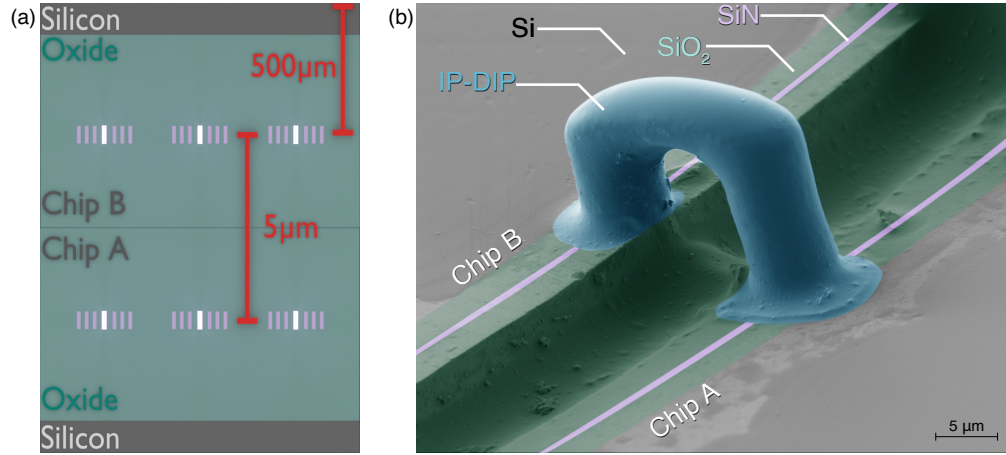 (a)
Silicon
Oxide
500μm
Chip B
Chip A
5μm
Oxide
Silicon
(b)
Si
SiN
SiO₂
IP-DIP
Chip B
Chip A
5 μm